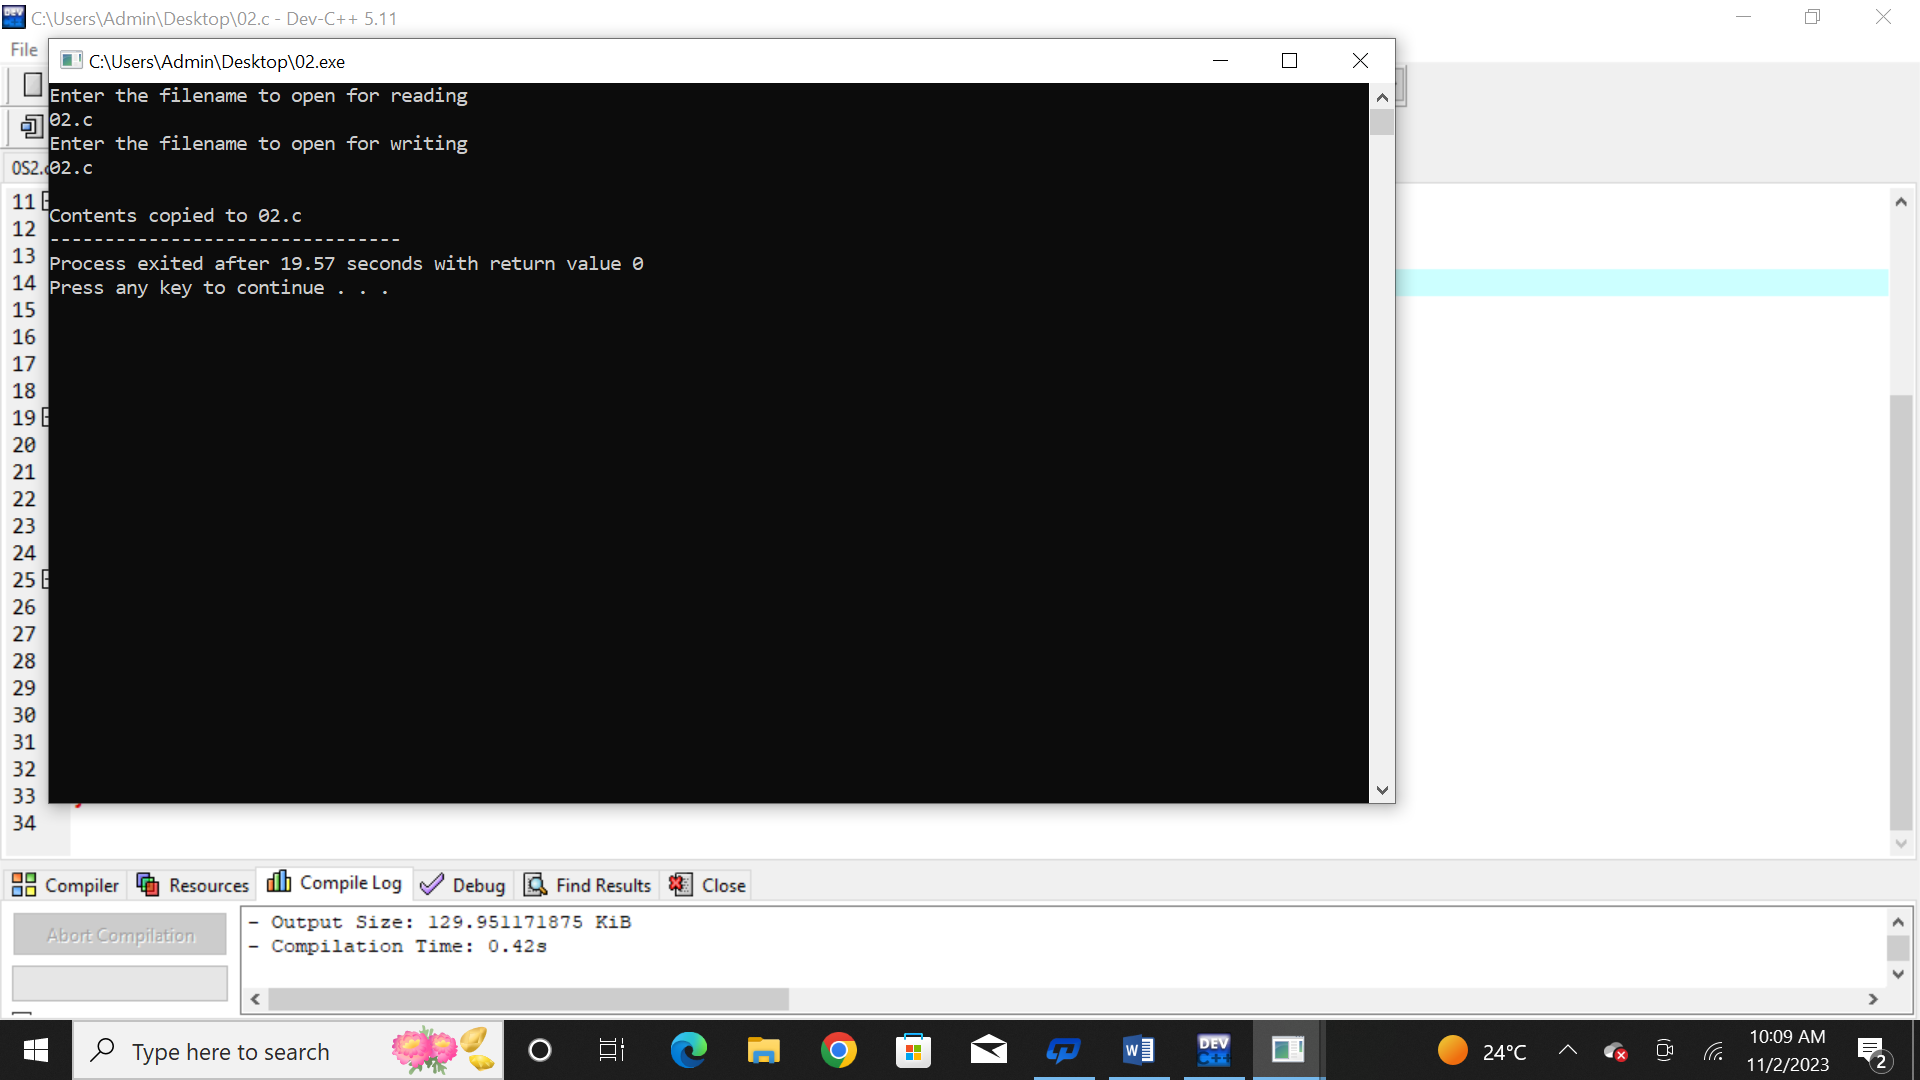 C:\Users\Admin\Desktop\02.c - Dev-C++ 5.11
File
C:\Users\Admin\Desktop\02.exe
Enter the filename to open for reading
02.c
Enter the filename to open for writing
02.c
Contents copied to 02.c
--------------------------------
Process exited after 19.57 seconds with return value 0
Press any key to continue . . .
0S2.
11
12
13
14
15
16
17
18
19
20
21
22
23
24
25
26
27
28
29
30
31
32
33
34
Compiler Resources Compile Log Debug Find Results Close
Abort Compilation
- Output Size: 129.951171875 KiB
- Compilation Time: 0.42s
Type here to search
DEV C++
24°C
10:09 AM
11/2/2023
2